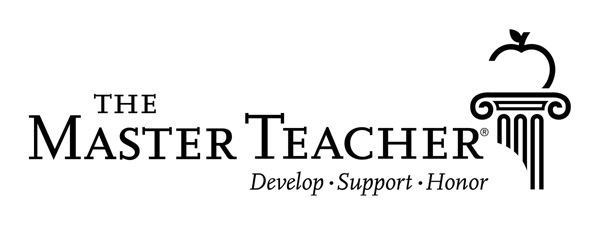 THE
MASTER TEACHER®
Develop · Support · Honor